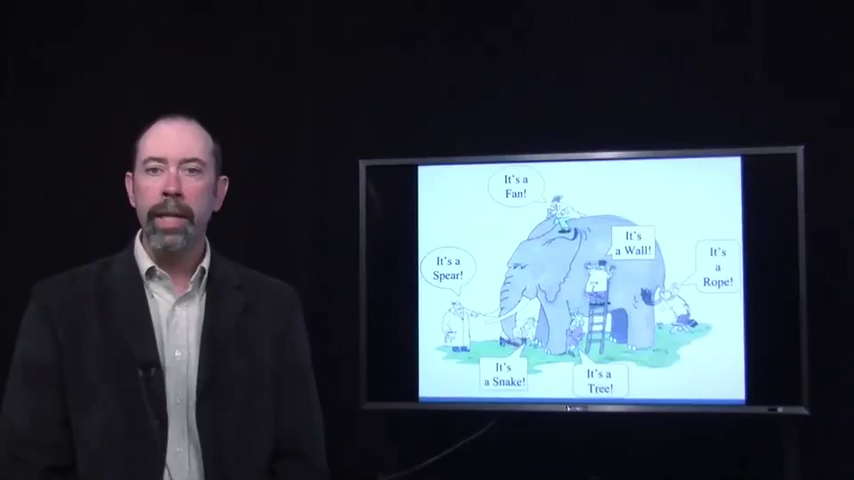 It's a
Fan!
It's
a Wall!
It's a
Spear!
It's
a
Rope!
It's
a Snake!
It's a
Tree!